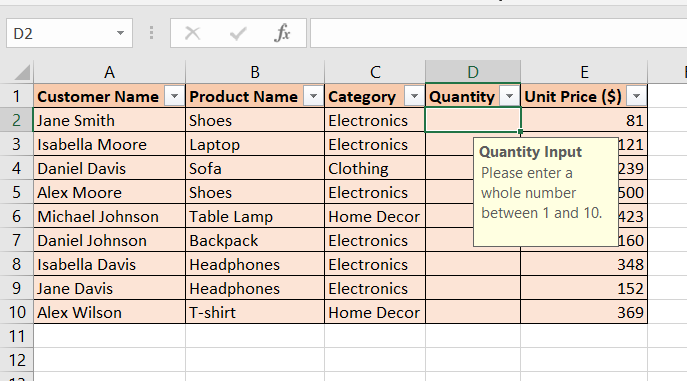 D2 fx
A B C D E
1 Customer Name Product Name Category Quantity Unit Price ($)
2 Jane Smith Shoes Electronics 81
3 Isabella Moore Laptop Electronics 121
4 Daniel Davis Sofa Clothing 239
5 Alex Moore Shoes Electronics 500
6 Michael Johnson Table Lamp Home Decor 423
7 Daniel Johnson Backpack Electronics 160
8 Isabella Davis Headphones Electronics 348
9 Jane Davis Headphones Electronics 152
10 Alex Wilson T-shirt Home Decor 369
11
12
Quantity Input
Please enter a
whole number
between 1 and 10.